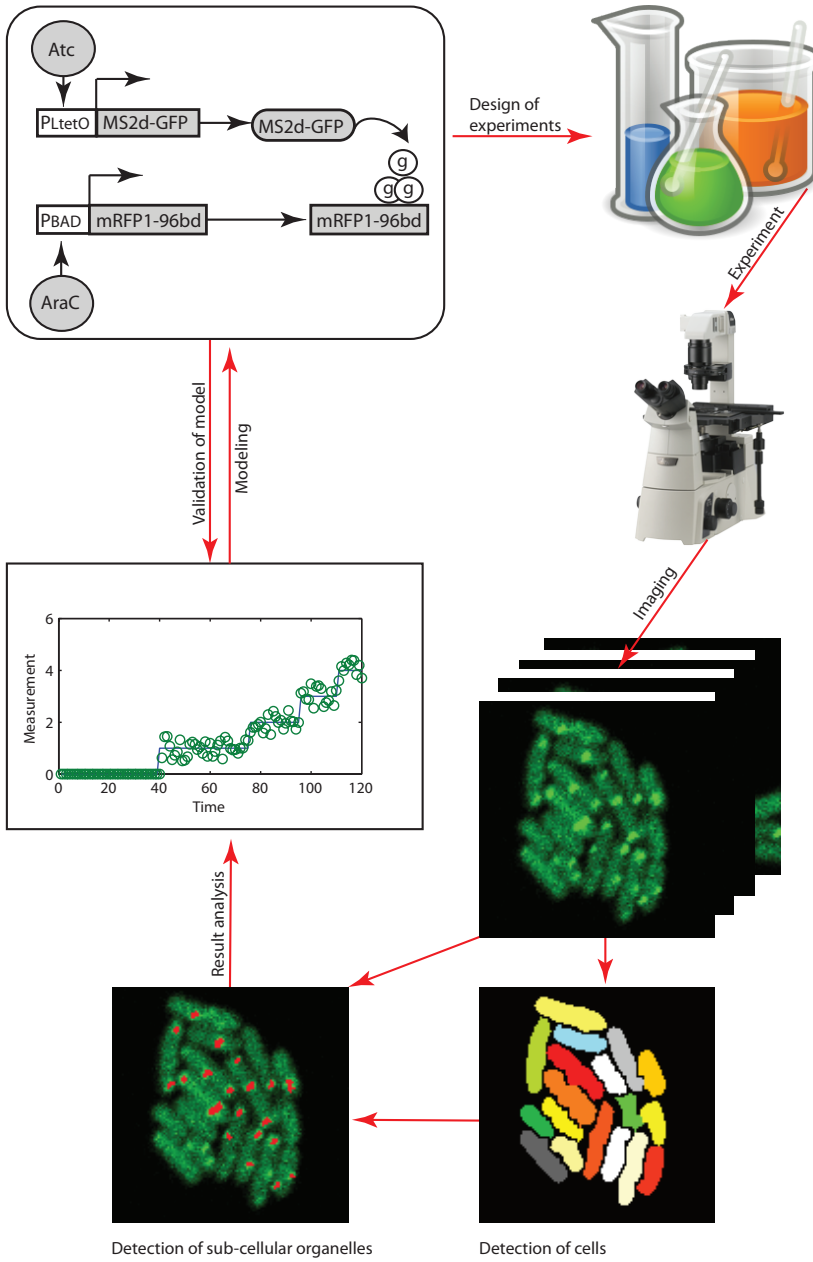 Atc
PLtetO MS2d-GFP MS2d-GFP
g
g g
PBAD mRFP1-96bd mRFP1-96bd
AraC
Design of
experiments
Experiment
Imaging
Validation of model
Modeling
6
4
2
0
Measurement
0 20 40 60 80 100 120
Time
Result analysis
Detection of sub-cellular organelles
Detection of cells